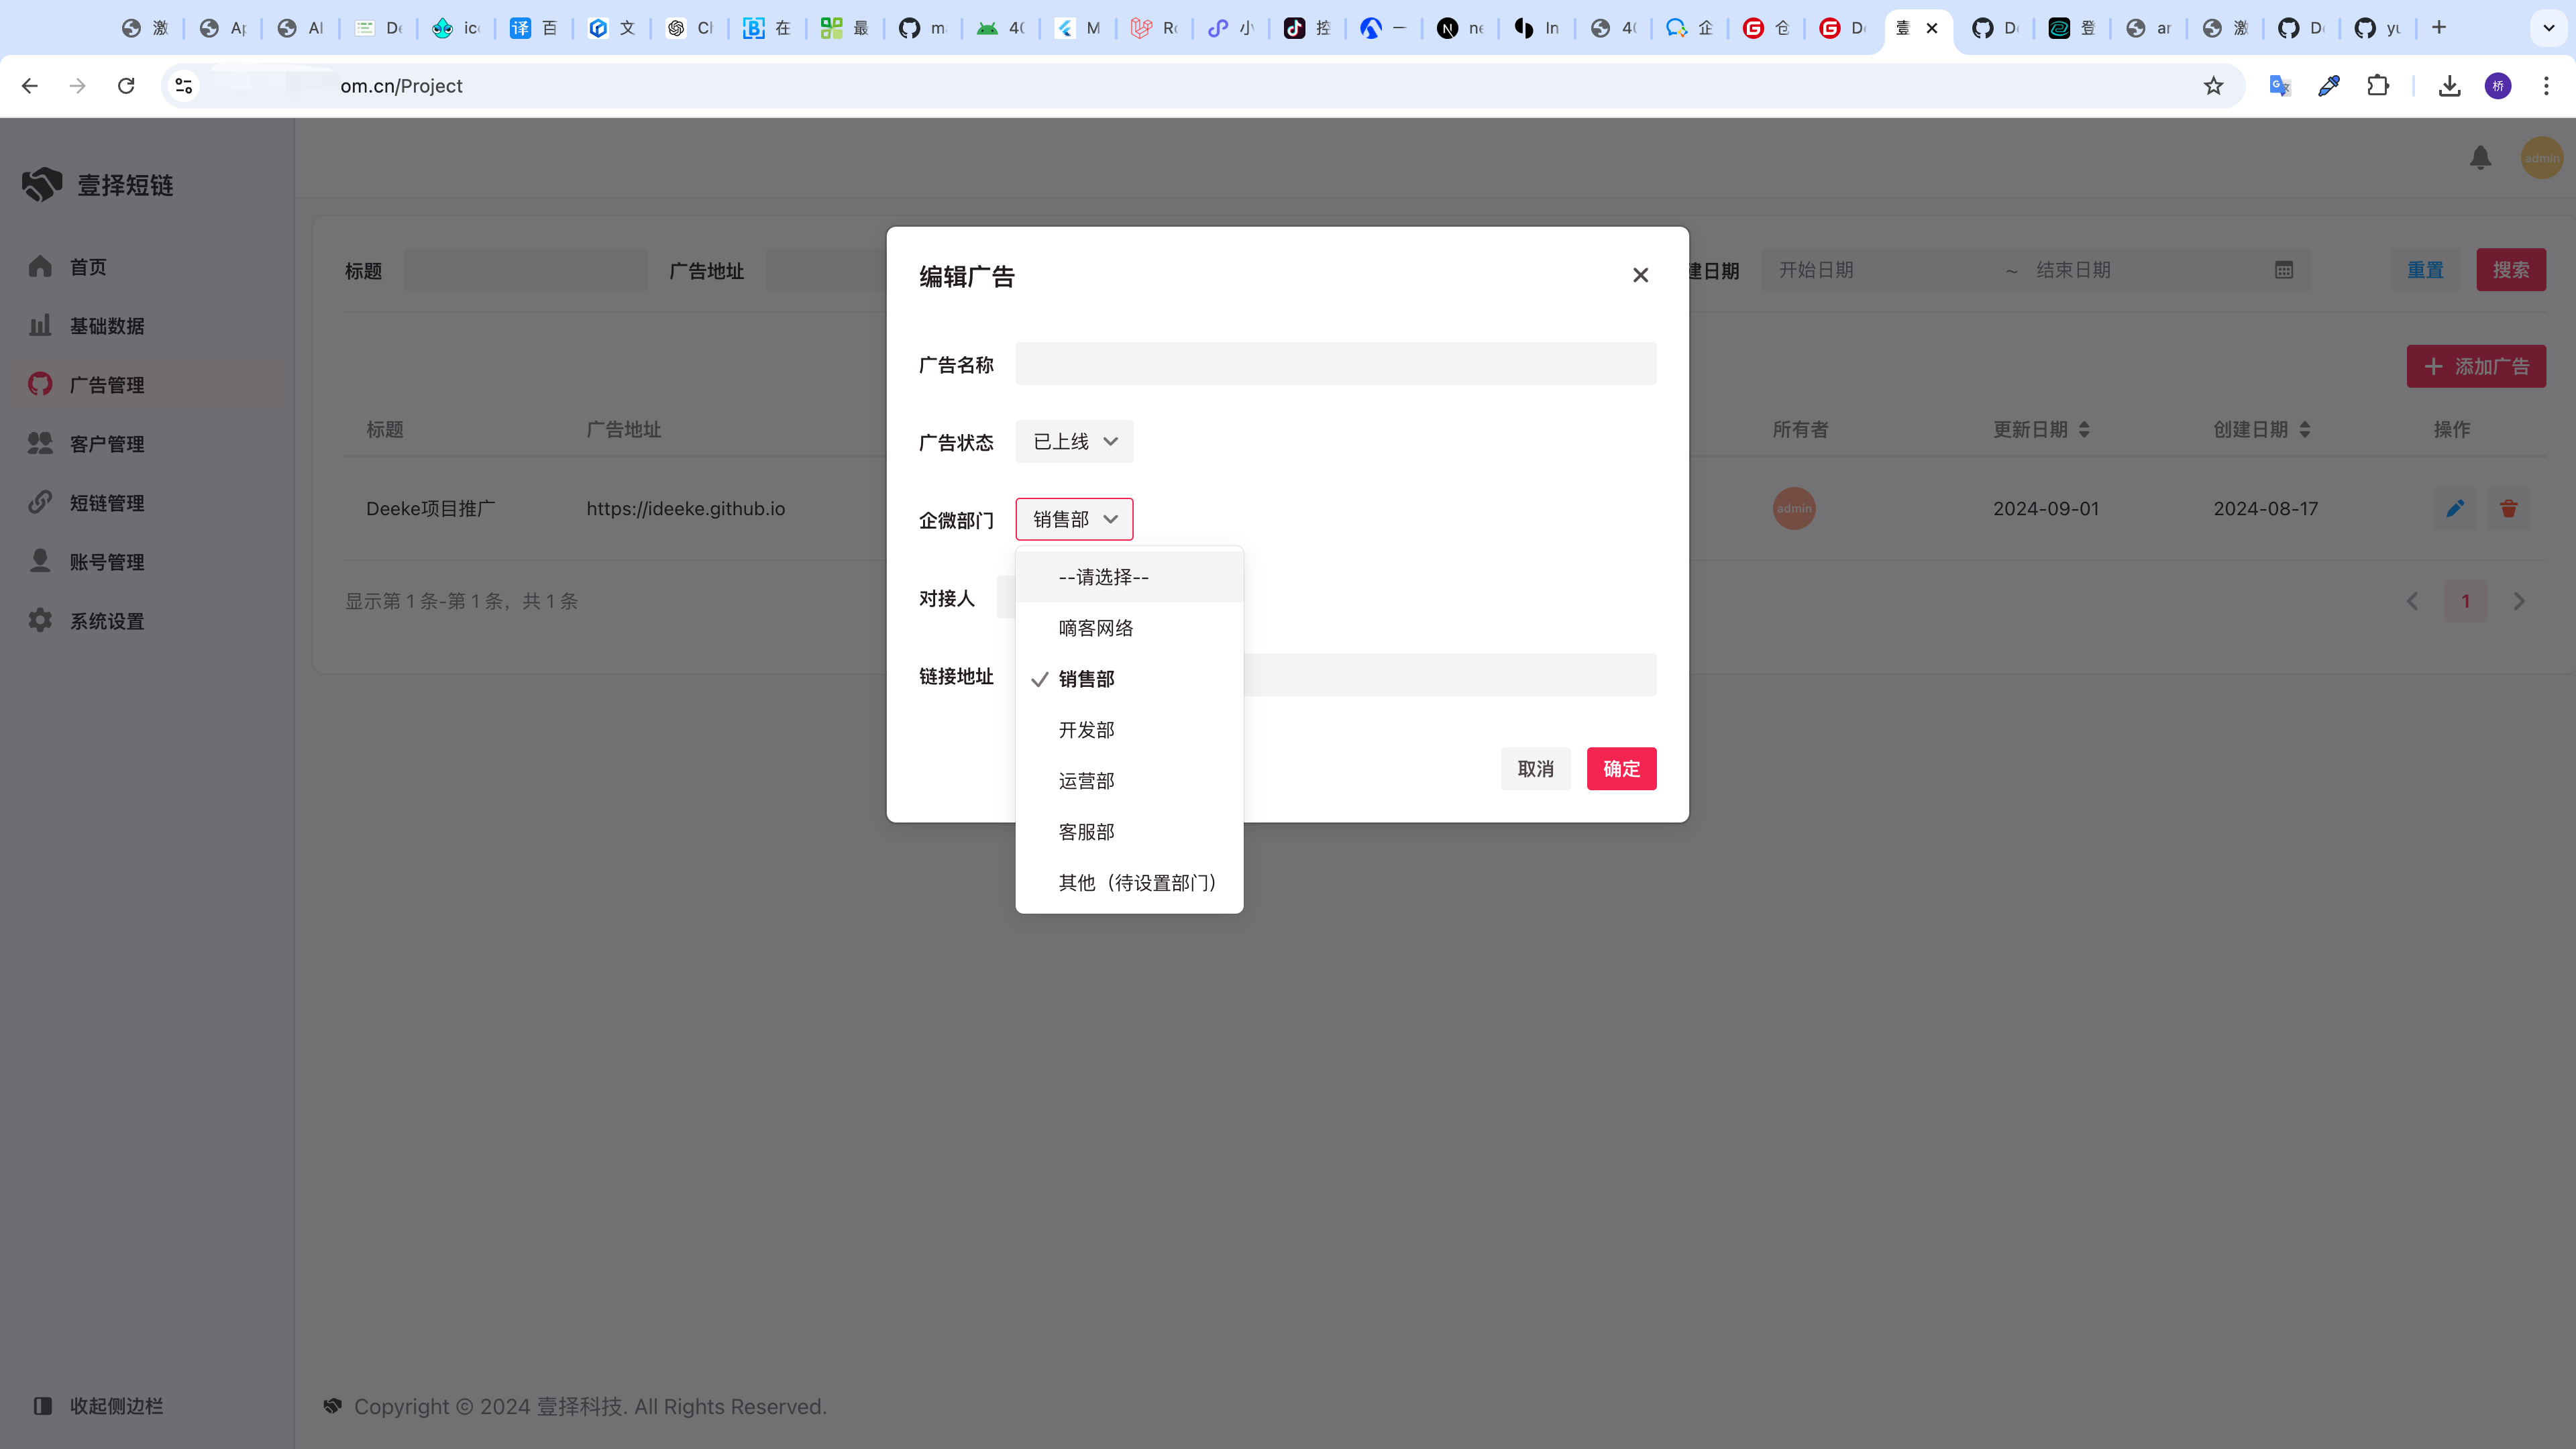 激 Ap AI De ice 译 百 文 Cl 在 最 m 40 M Re 小 控 一 ne In 40 企 仓 De 壹 De 登 ar 激 De yu
om.cn/Project
桥
壹择短链
admin
首页
基础数据
广告管理
客户管理
短链管理
账号管理
系统设置
收起侧边栏
标题 广告地址 建日期 开始日期 ~ 结束日期 重置 搜索
添加广告
标题 广告地址 所有者 更新日期 创建日期 操作
Deeke项目推广 https://ideeke.github.io admin 2024-09-01 2024-08-17
显示第 1 条-第 1 条，共 1 条 1
编辑广告
广告名称
广告状态 已上线
企微部门 销售部
对接人
链接地址
--请选择--
嘀客网络
销售部
开发部
运营部
客服部
其他（待设置部门）
取消 确定
Copyright © 2024 壹择科技. All Rights Reserved.